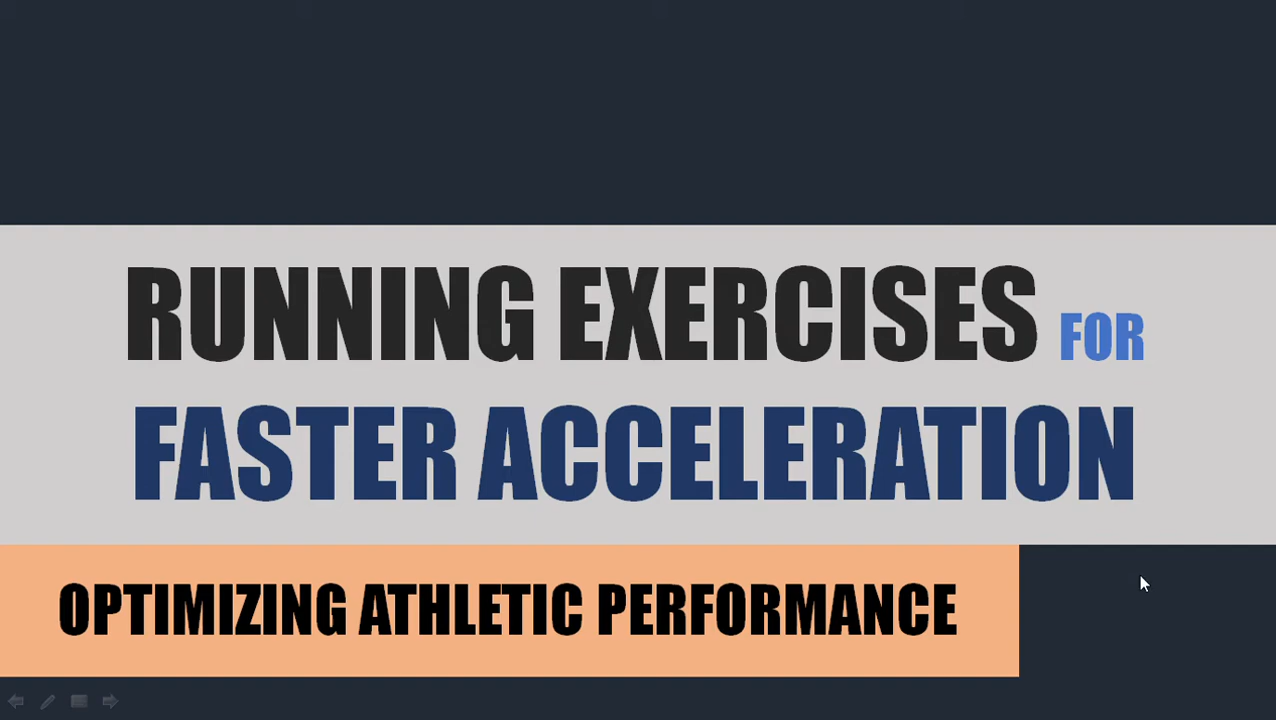 RUNNING EXERCISES FOR
FASTER ACCELERATION
OPTIMIZING ATHLETIC PERFORMANCE